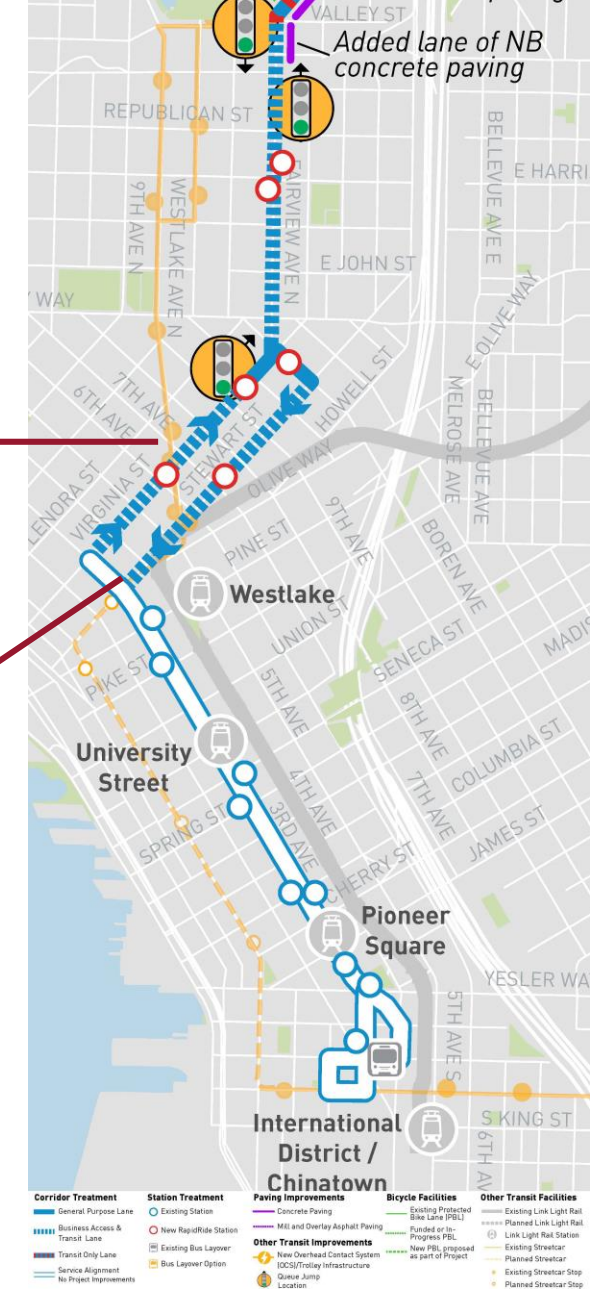 VALLEY ST
Added lane of NB
concrete paving
REPUBLICAN ST
BELLEVUE AVE E
E HARRI
FAIRVIEW AVE N
9TH AVE N
WESTLAKE AVE N
E JOHN ST
WAY
E OLIVE WAY
7TH AVE
6TH AVE
HOWELL ST
MELROSE AVE
BELLEVUE AVE
STEWART ST
OLIVE WAY
LENORA ST
VIRGINIA ST
9TH AVE
BOREN AVE
PINE ST
Westlake
UNION ST
SENECA ST
MADIS
PIKE ST
5TH AVE
8TH AVE
COLUMBIA ST
University
Street
4TH AVE
7TH AVE
3RD AVE
JAMES ST
SPRING ST
CHERRY ST
Pioneer
Square
YESLER WA
5TH AVE S
International
District /
Chinatown
S KING ST
6TH AV
Corridor Treatment
General Purpose Lane
Business Access &
Transit Lane
Transit Only Lane
Service Alignment
No Project Improvements
Station Treatment
Existing Station
New RapidRide Station
Existing Bus Layover
Bus Layover Option
Paving Improvements
Concrete Paving
Mill and Overlay Asphalt Paving
Other Transit Improvements
New Overhead Contact System
(OCS)/Trolley Infrastructure
Queue Jump
Location
Bicycle Facilities
Existing Protected
Bike Lane (PBL)
Funded or In-
Progress PBL
New PBL proposed
as part of Project
Other Transit Facilities
Existing Link Light Rail
Planned Link Light Rail
Link Light Rail Station
Existing Streetcar
Planned Streetcar
Existing Streetcar Stop
Planned Streetcar Stop